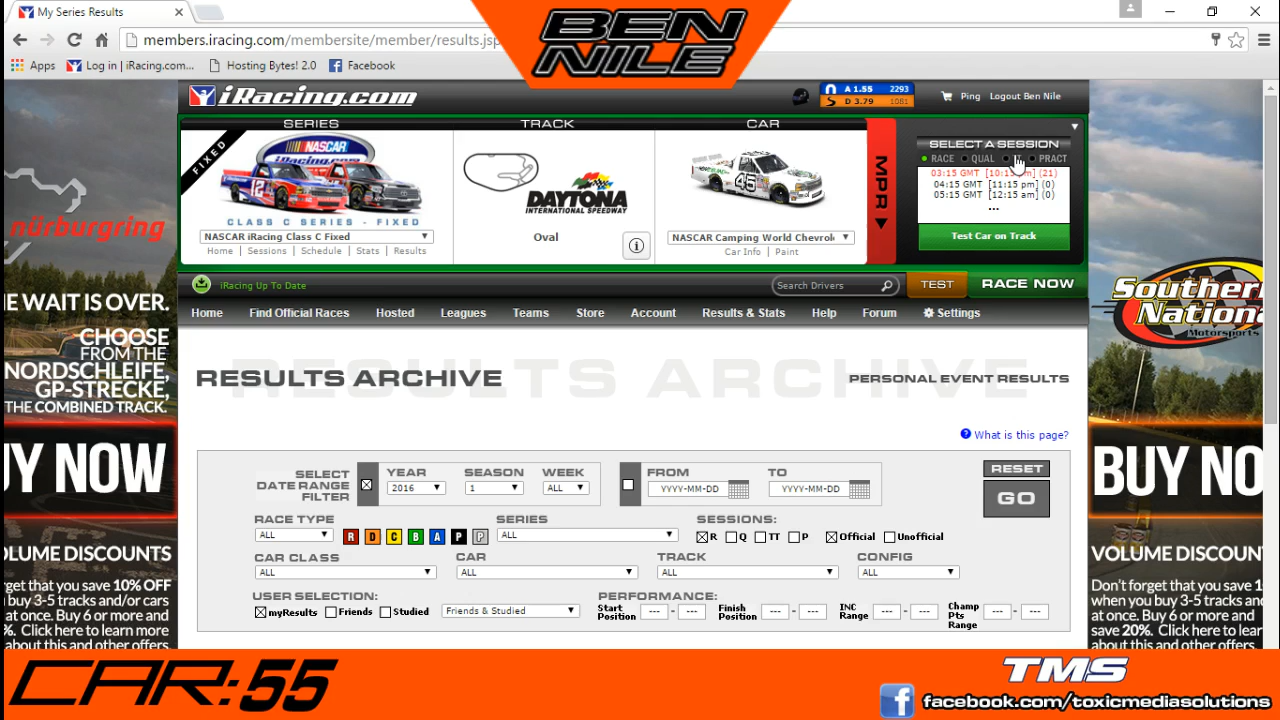 My Series Results
BEN
NILE
members.iracing.com/membersite/member/results.jsp
Apps
Log in | iRacing.com...
Hosting Bytes! 2.0
Facebook
iRacing.com
A 1.55 2293
D 3.79 1081
Ping
Logout Ben Nile
SERIES
TRACK
CAR
FIXED
NASCAR
iRacing.com
CLASS C SERIES - FIXED
NASCAR iRacing Class C Fixed
Home | Sessions | Schedule | Stats | Results
DAYTONA
INTERNATIONAL SPEEDWAY
Oval
NASCAR Camping World Chevrol
Car Info | Paint
MPR
SELECT A SESSION
RACE QUAL PRACT
04:15 GMT [11:15 pm] (0)
05:15 GMT [12:15 am] (0)
...
Test Car on Track
iRacing Up To Date
Search Drivers
TEST
RACE NOW
Home
Find Official Races
Hosted
Leagues
Teams
Store
Account
Results & Stats
Help
Forum
Settings
RESULTS ARCHIVE
RESULTS ARCHIVE
PERSONAL EVENT RESULTS
? What is this page?
SELECT
DATE RANGE
FILTER
YEAR
2016
SEASON
1
WEEK
ALL
FROM
YYYY-MM-DD
TO
YYYY-MM-DD
RESET
GO
RACE TYPE
ALL
R D C B A P P
SERIES
ALL
SESSIONS:
R Q TT P Official Unofficial
CAR CLASS
ALL
CAR
ALL
TRACK
ALL
CONFIG
ALL
USER SELECTION:
myResults Friends Studied
Friends & Studied
PERFORMANCE:
Start
Position
--- - ---
Finish
Position
--- - ---
INC
Range
--- - ---
Champ
Pts
Range
--- - ---
nürburgring
E WAIT IS OVER.
CHOOSE
FROM THE
NORDSCHLEIFE,
GP-STRECKE,
THE COMBINED TRACK.
UY NOW
OLUME DISCOUNTS
get that you save 10% OFF
buy 3-5 tracks and/or cars
at once. Buy 6 or more and
%. Click here to learn more
about this and other offers
Southern
National
Motorsports
BUY NO
VOLUME DISCOUN
Don't forget that you save 1
when you buy 3-5 tracks and
at once. Buy 6 or more
save 20%. Click here to lear
about this and other
CAR:55
TMS
facebook.com/toxicmediasolutions